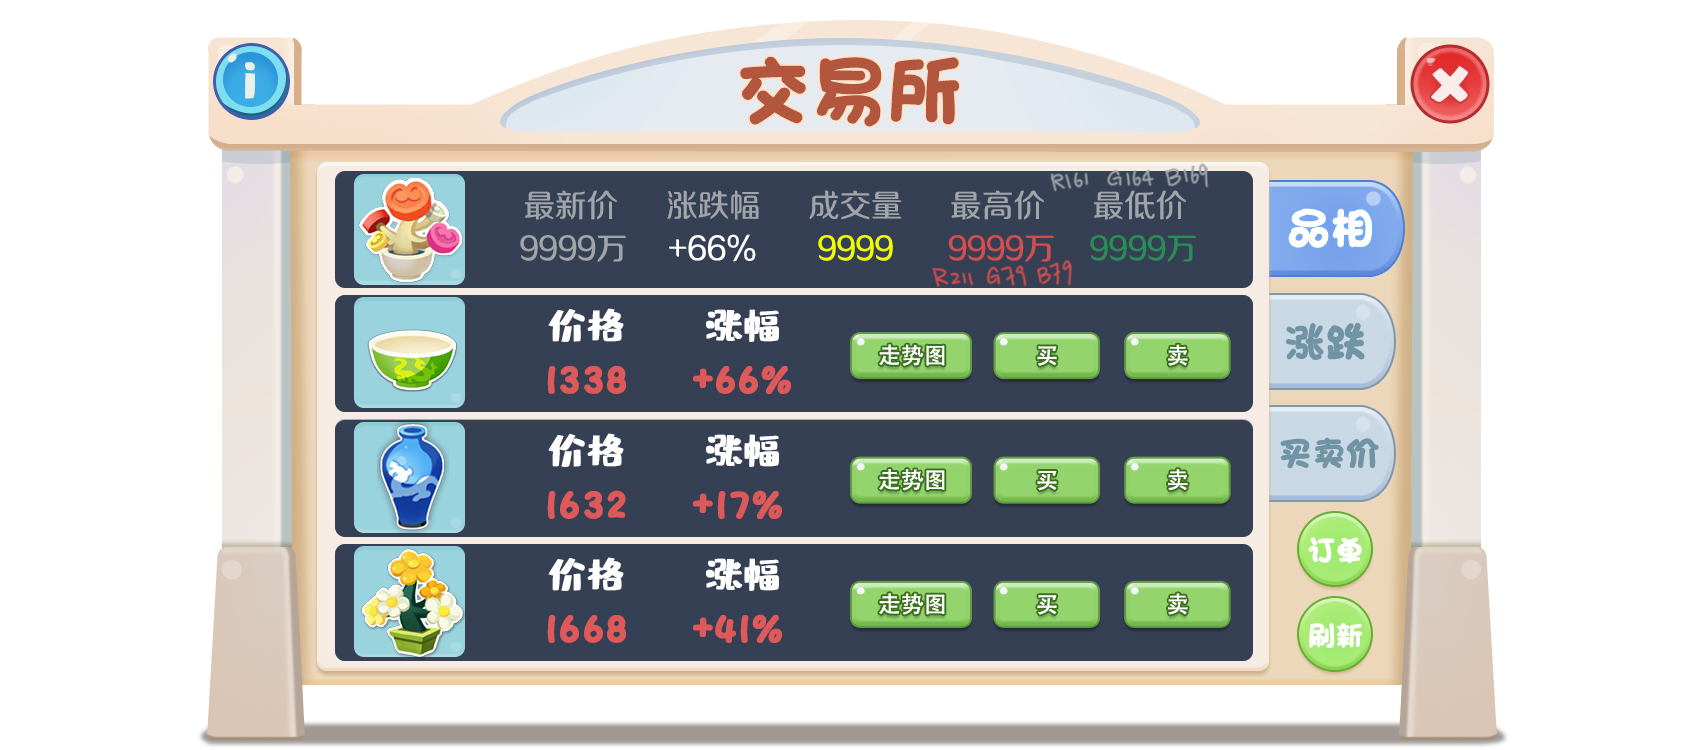 i
交易所
R161 G164 B169
最新价 涨跌幅 成交量 最高价 最低价
9999万 +66% 9999 9999万 9999万
R211 G79 B79
价格 涨幅
1338 +66% 走势图 买 卖
价格 涨幅
1632 +17% 走势图 买 卖
价格 涨幅
1668 +41% 走势图 买 卖
品相
涨跌
买卖价
订单
刷新